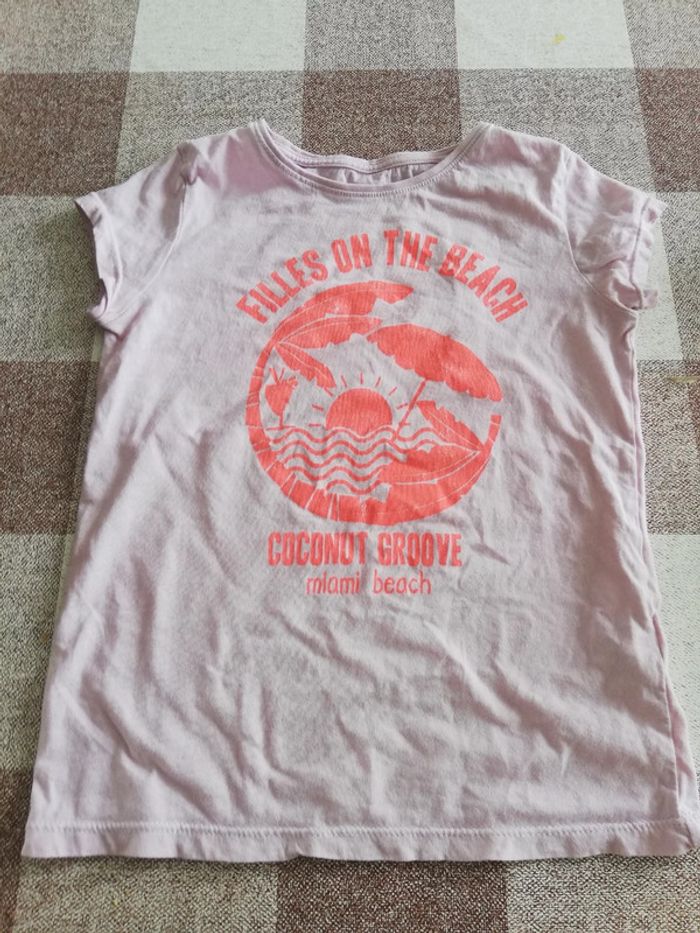 FILLES ON THE BEACH
COCONUT GROOVE
miami beach